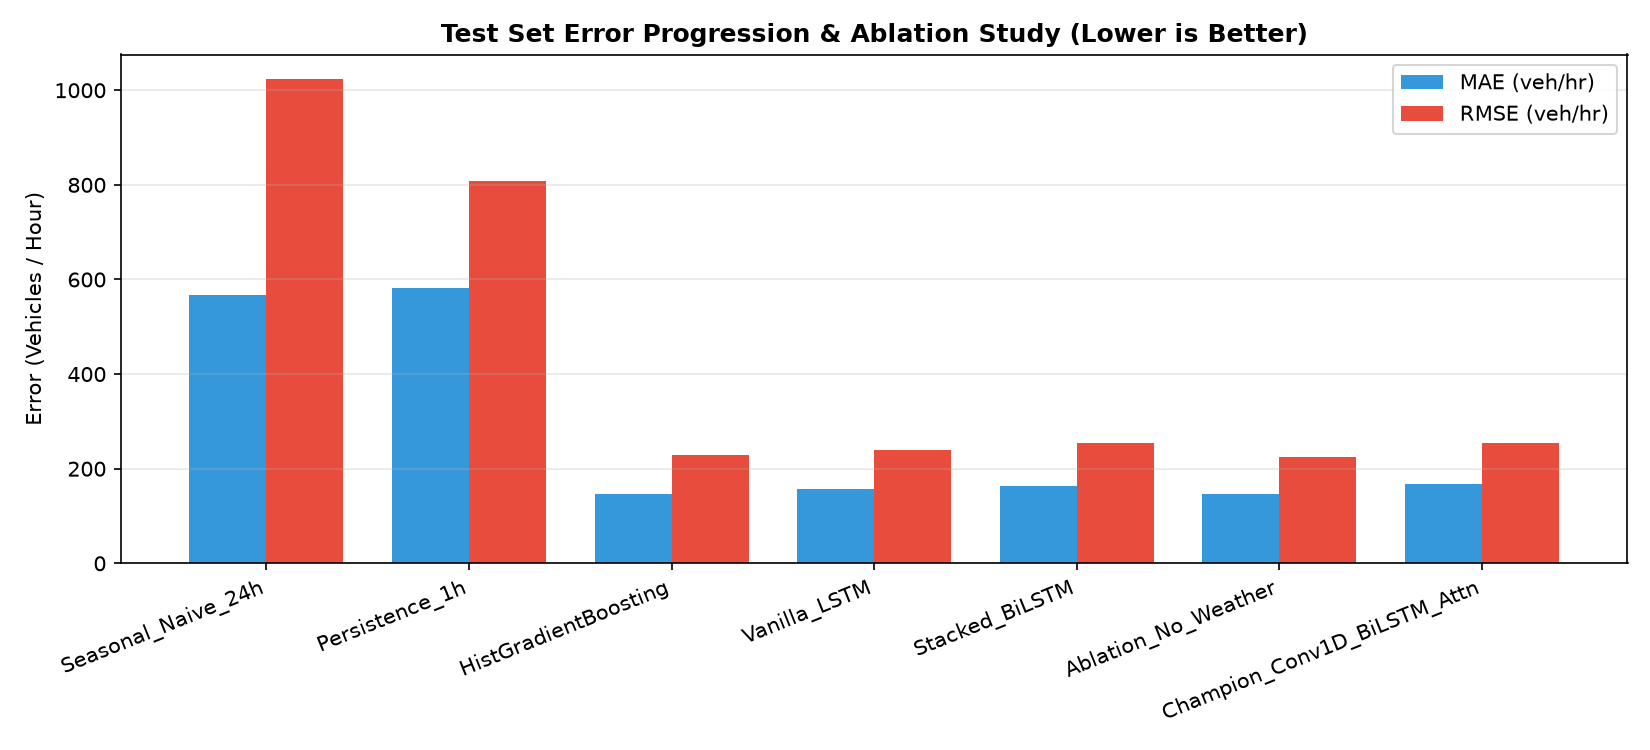 Test Set Error Progression & Ablation Study (Lower is Better)
MAE (veh/hr)
RMSE (veh/hr)
Error (Vehicles / Hour)
1000
800
600
400
200
0
Seasonal_Naive_24h
Persistence_1h
HistGradientBoosting
Vanilla_LSTM
Stacked_BiLSTM
Ablation_No_Weather
Champion_Conv1D_BiLSTM_Attn